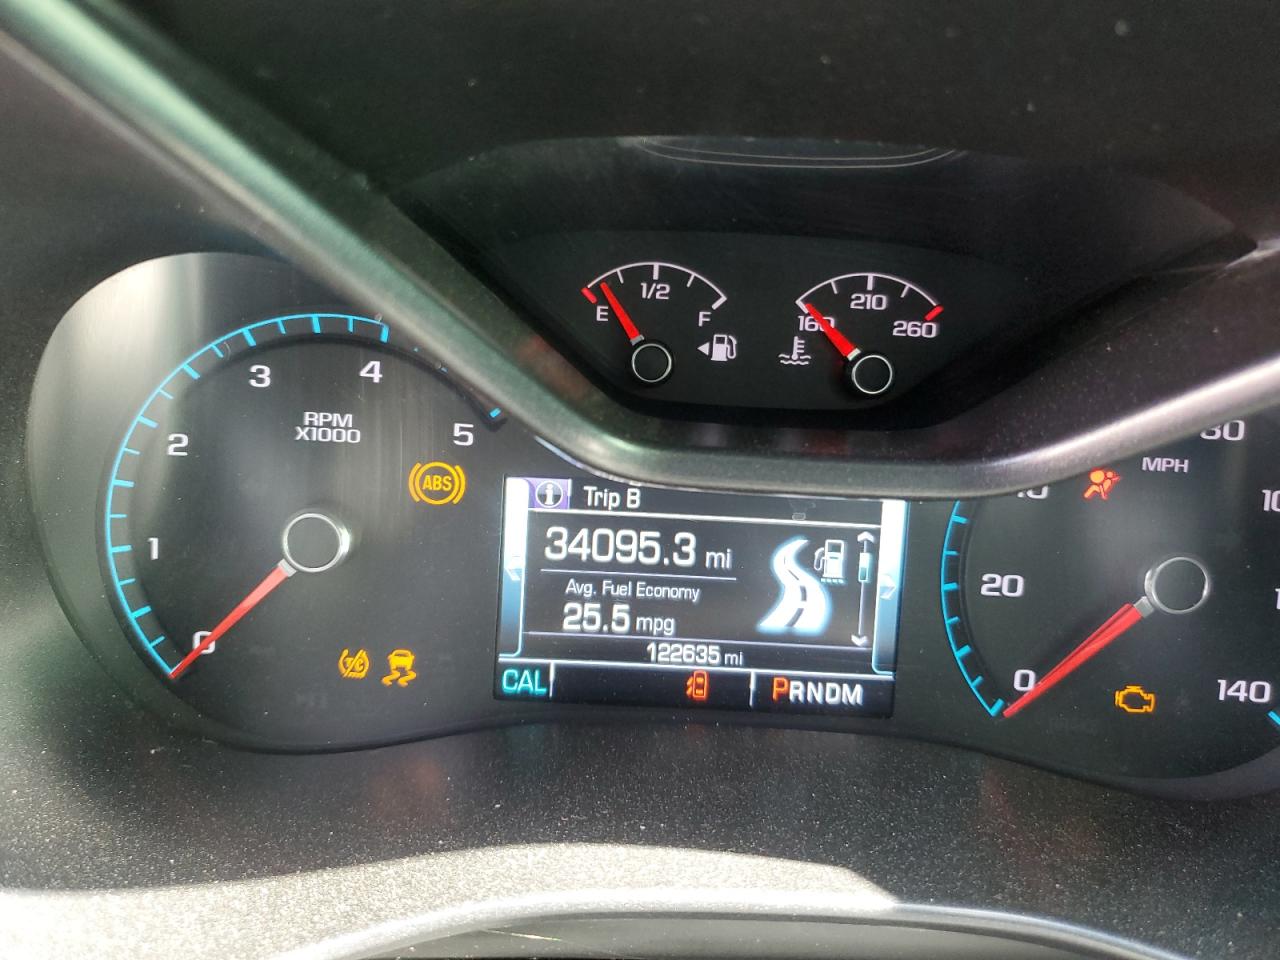 1/2
E
F
210
160
260
4
3
RPM
X1000
2
5
1
0
ABS
T/C
i
Trip B
34095.3 mi
Avg. Fuel Economy
25.5 mpg
122635 mi
CAL
PRNDM
MPH
20
0
140